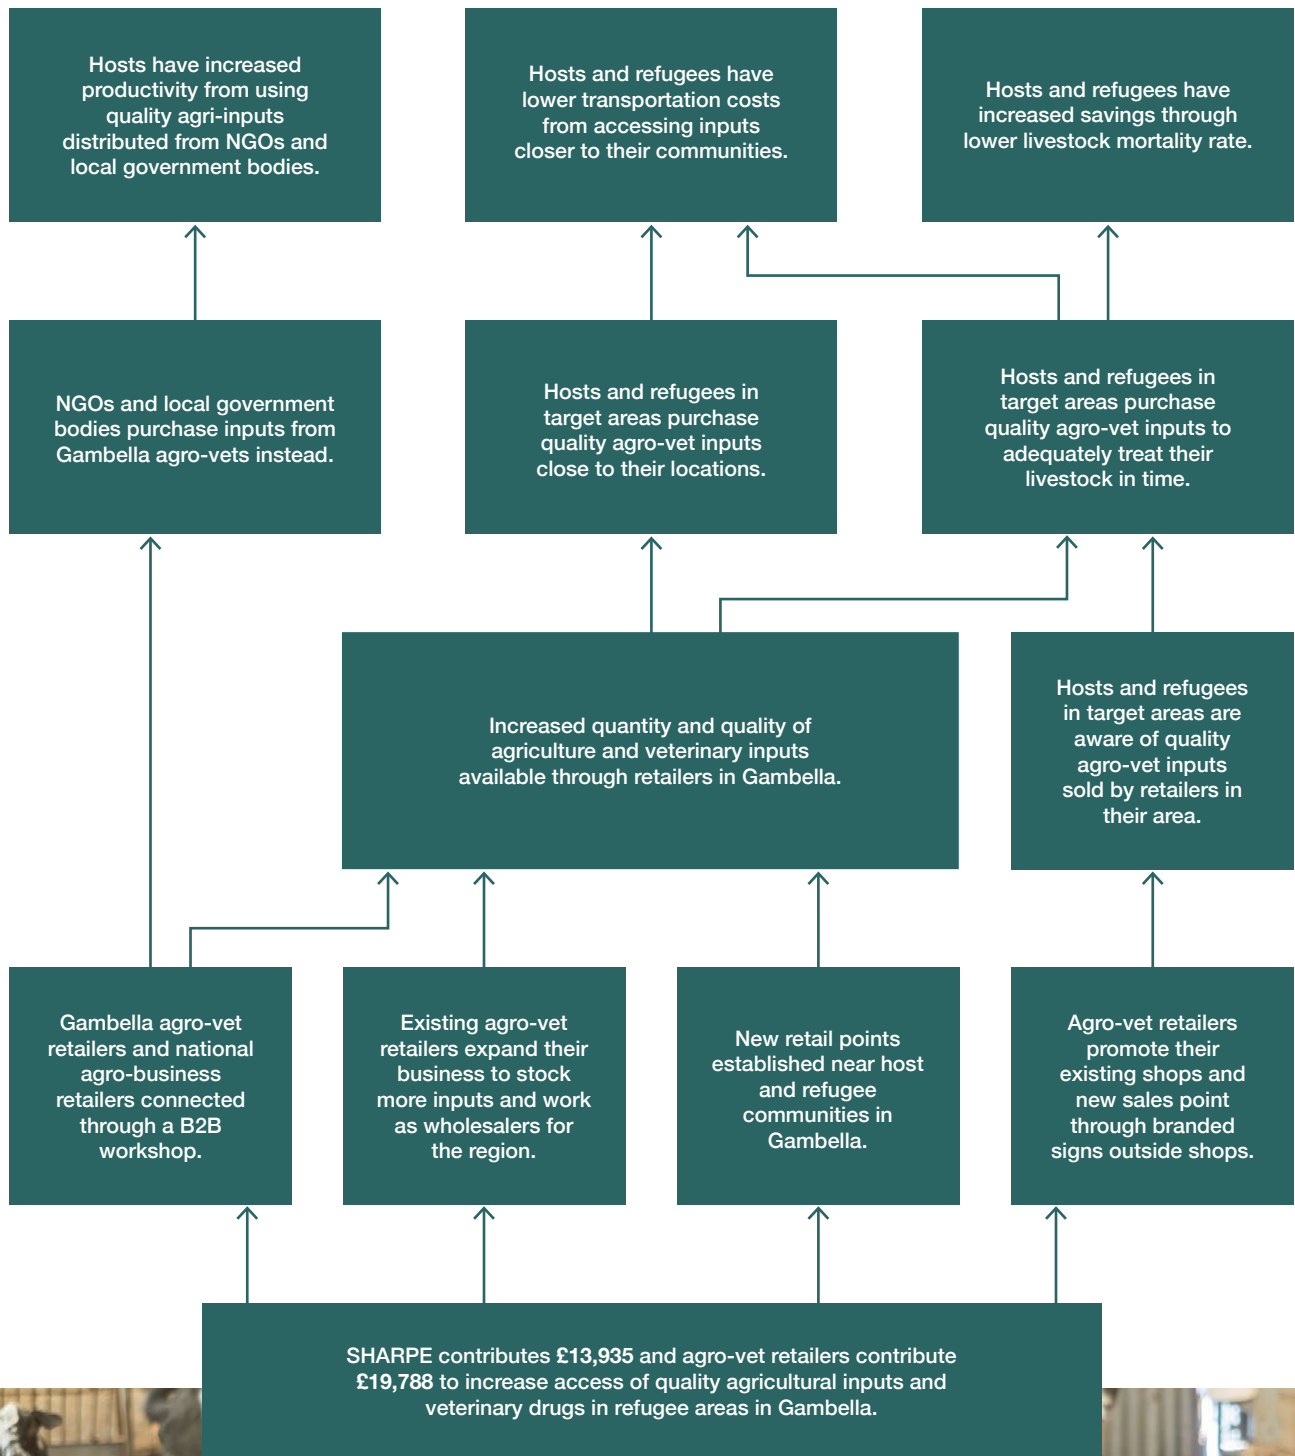 Hosts have increased
productivity from using
quality agri-inputs
distributed from NGOs and
local government bodies.
Hosts and refugees have
lower transportation costs
from accessing inputs
closer to their communities.
Hosts and refugees have
increased savings through
lower livestock mortality rate.
NGOs and local government
bodies purchase inputs from
Gambella agro-vets instead.
Hosts and refugees in
target areas purchase
quality agro-vet inputs
close to their locations.
Hosts and refugees in
target areas purchase
quality agro-vet inputs to
adequately treat their
livestock in time.
Increased quantity and quality of
agriculture and veterinary inputs
available through retailers in Gambella.
Hosts and refugees
in target areas are
aware of quality
agro-vet inputs
sold by retailers in
their area.
Gambella agro-vet
retailers and national
agro-business
retailers connected
through a B2B
workshop.
Existing agro-vet
retailers expand their
business to stock
more inputs and work
as wholesalers for
the region.
New retail points
established near host
and refugee
communities in
Gambella.
Agro-vet retailers
promote their
existing shops and
new sales point
through branded
signs outside shops.
SHARPE contributes £13,935 and agro-vet retailers contribute
£19,788 to increase access of quality agricultural inputs and
veterinary drugs in refugee areas in Gambella.